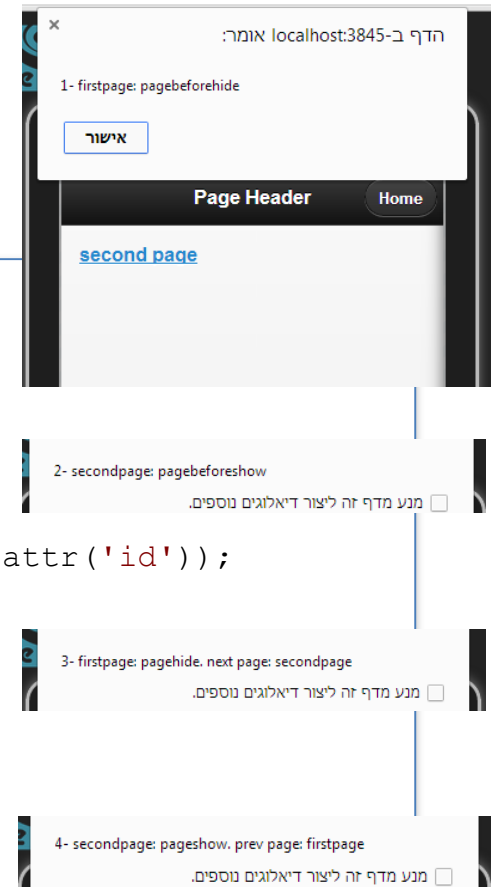 הדף ב-localhost:3845 אומר:
1- firstpage: pagebeforehide
אישור
Page Header
Home
second page
2- secondpage: pagebeforeshow
מנע מדף זה ליצור דיאלוגים נוספים.
attr('id'));
3- firstpage: pagehide. next page: secondpage
מנע מדף זה ליצור דיאלוגים נוספים.
4- secondpage: pageshow. prev page: firstpage
מנע מדף זה ליצור דיאלוגים נוספים.